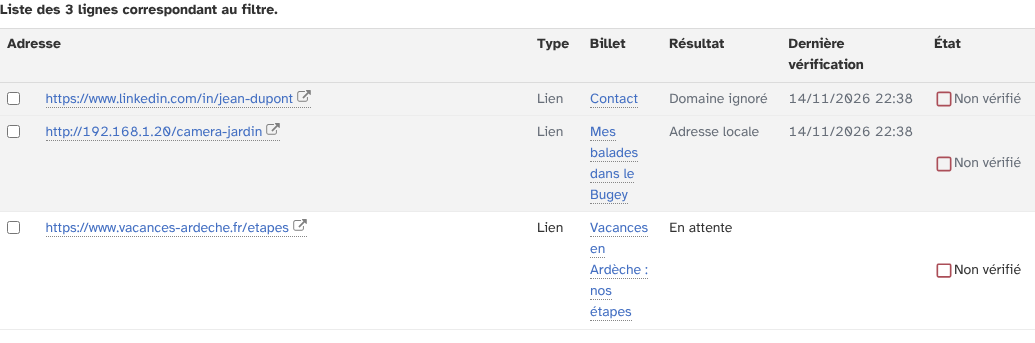 Liste des 3 lignes correspondant au filtre.
Adresse Type Billet Résultat Dernière vérification État
https://www.linkedin.com/in/jean-dupont Lien Contact Domaine ignoré 14/11/2026 22:38 Non vérifié
http://192.168.1.20/camera-jardin Lien Mes balades dans le Bugey Adresse locale 14/11/2026 22:38 Non vérifié
https://www.vacances-ardeche.fr/etapes Lien Vacances en Ardèche : nos étapes En attente Non vérifié